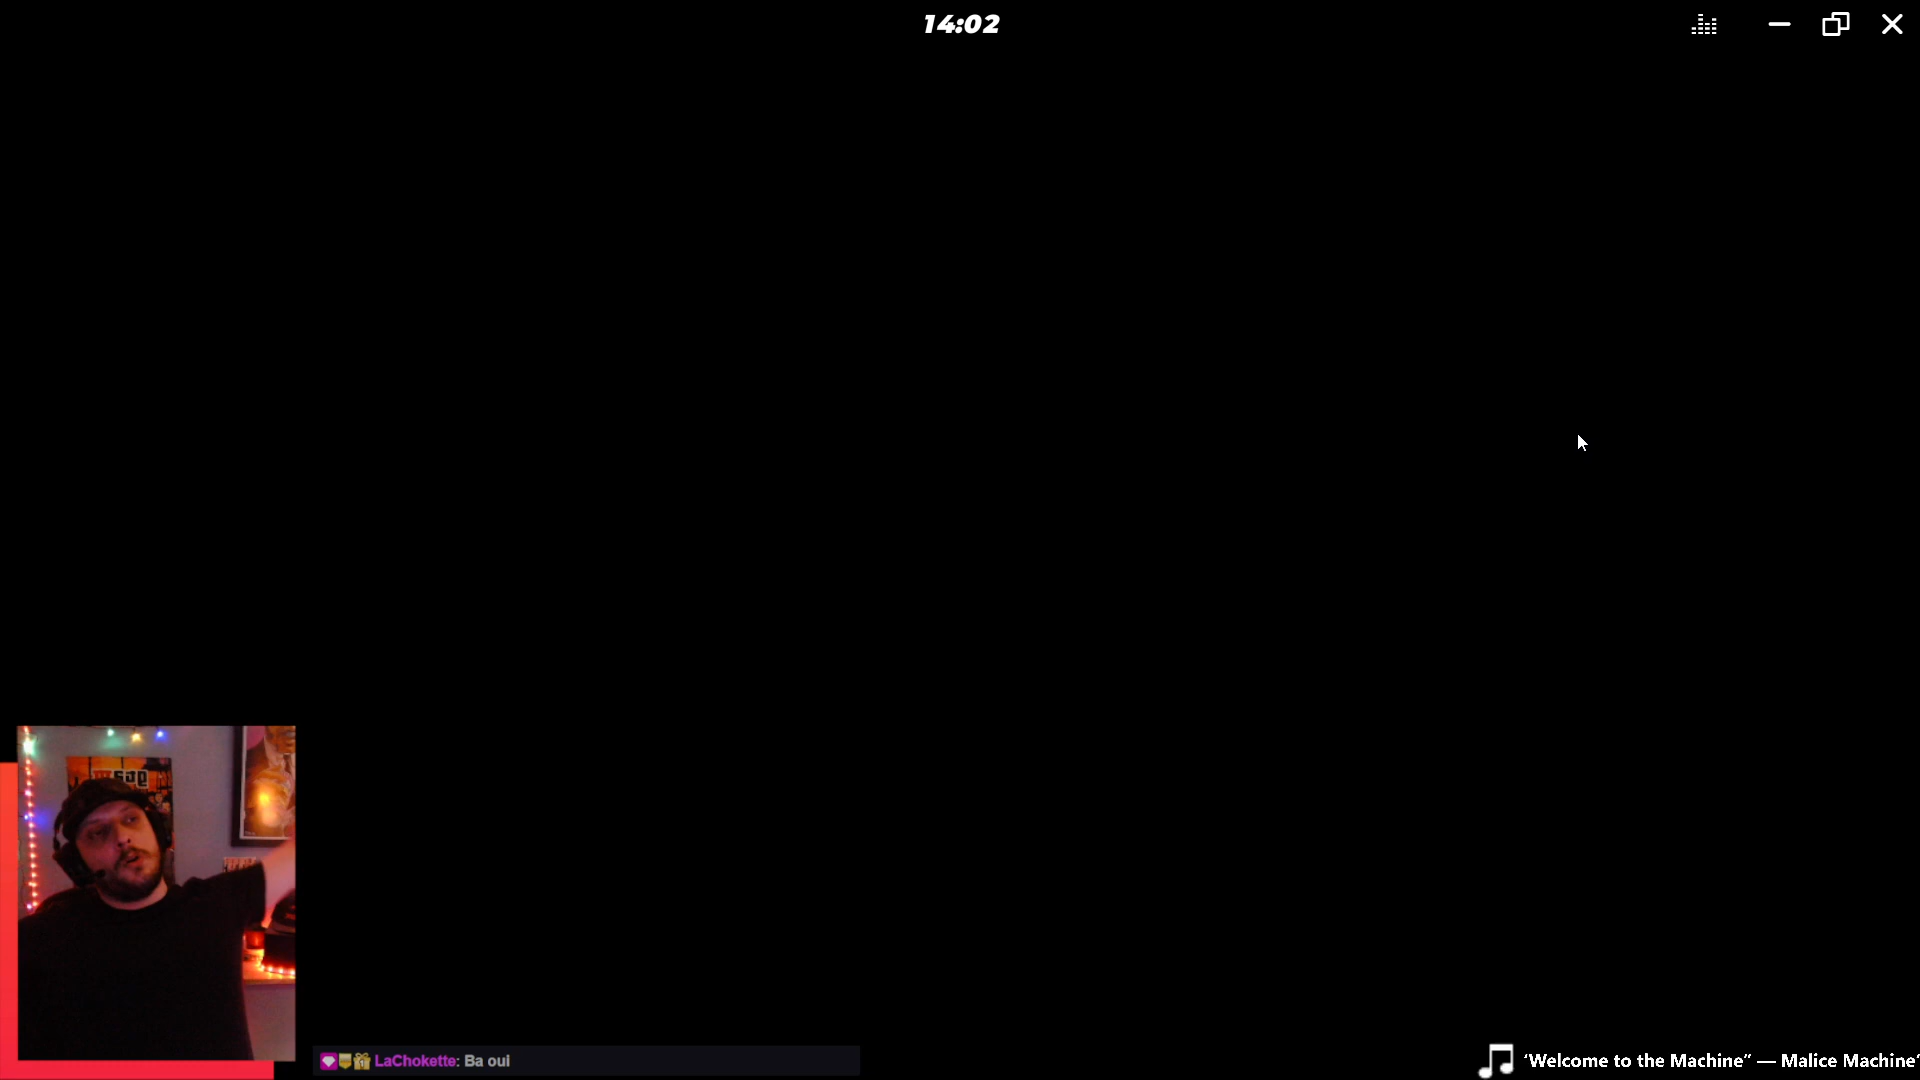 14:02
LaChokette: Ba oui
‘Welcome to the Machine” — Malice Machine’